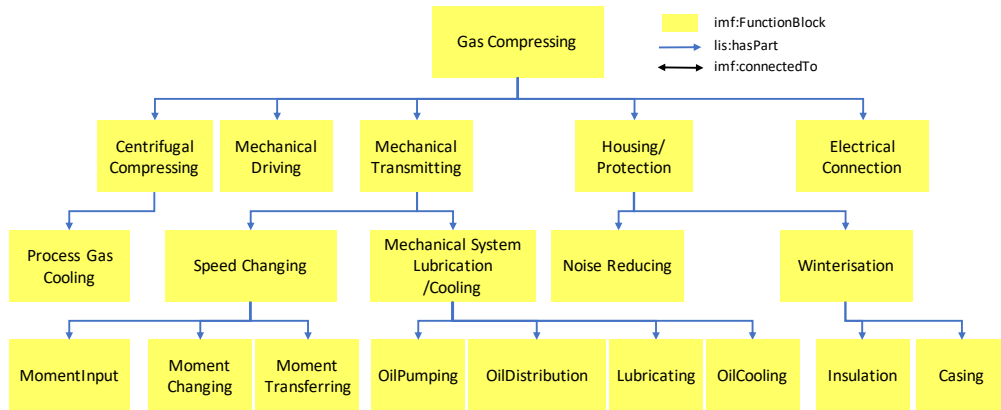 Gas Compressing
imf:FunctionBlock
lis:hasPart
imf:connectedTo
Centrifugal
Compressing
Mechanical
Driving
Mechanical
Transmitting
Housing/
Protection
Electrical
Connection
Process Gas
Cooling
Speed Changing
Mechanical System
Lubrication
/Cooling
Noise Reducing
Winterisation
MomentInput
Moment
Changing
Moment
Transferring
OilPumping
OilDistribution
Lubricating
OilCooling
Insulation
Casing